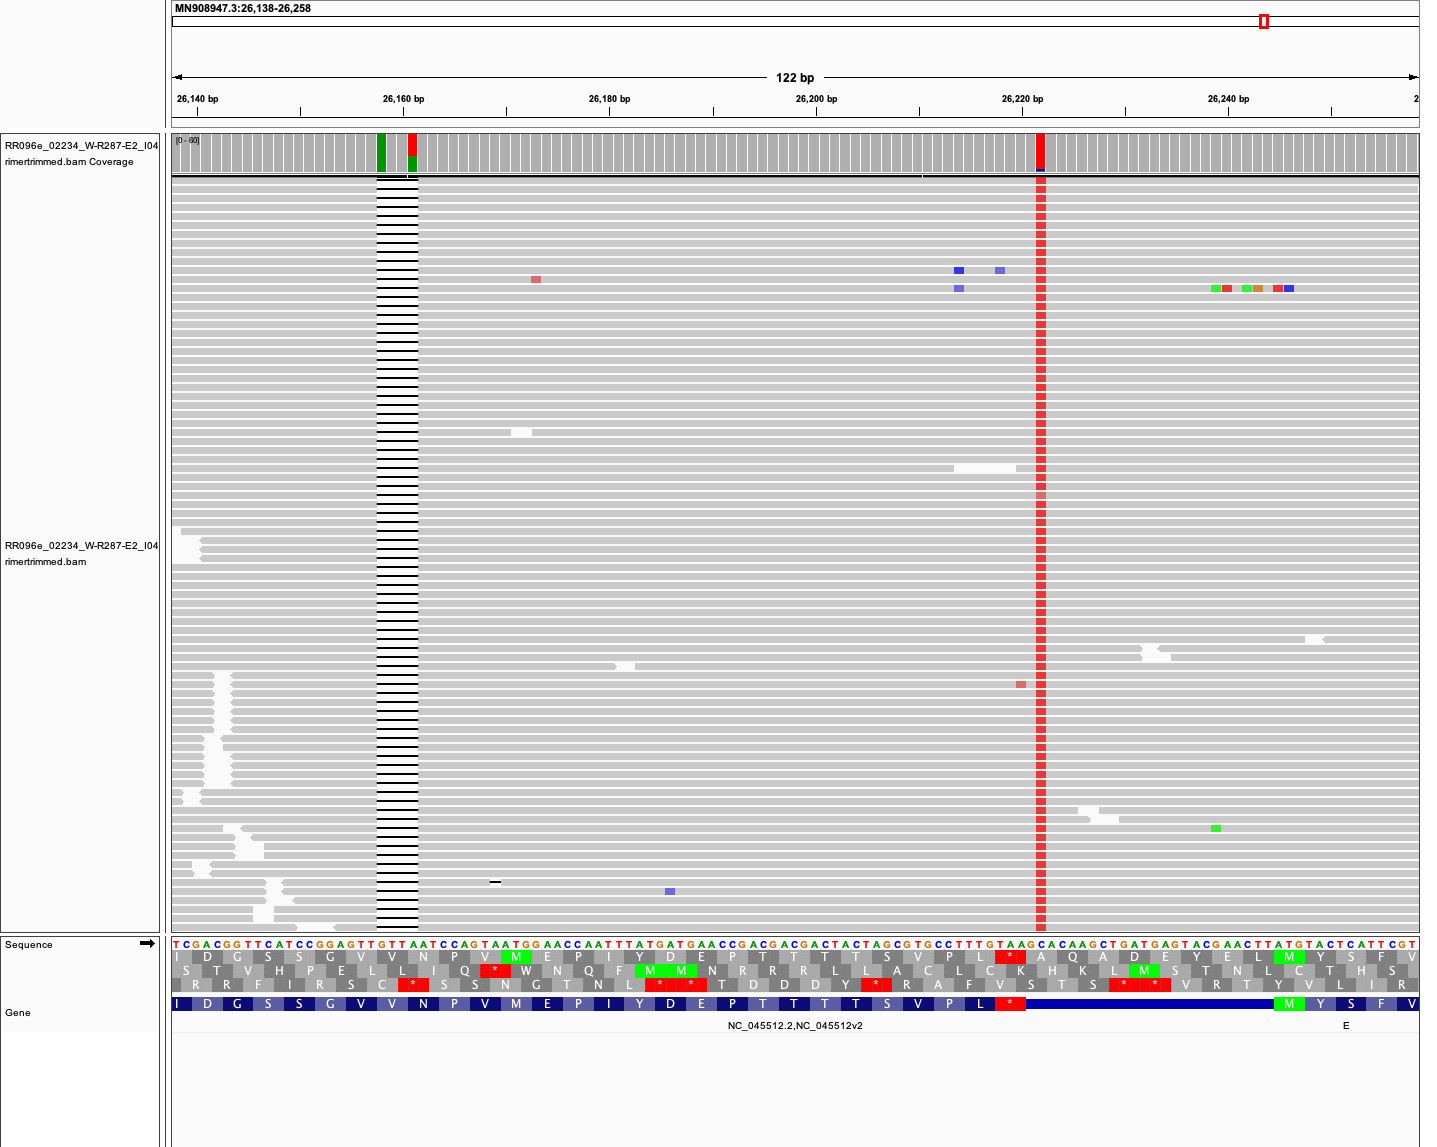 MN908947.3:26,138-26,258
122 bp
26,140 bp 26,160 bp 26,180 bp 26,200 bp 26,220 bp 26,240 bp 2
RR096e_02234_W-R287-E2_I04
rimertrimmed.bam Coverage
[0 - 60]
RR096e_02234_W-R287-E2_I04
rimertrimmed.bam
Sequence
TCGACGGTTCATCCGGAGTTGTTAATCCAGTAATGGAACCAATTTATGATGAACCGACGACGACTACTAGCGTGCCTTTGTAAGCACAAGCTGATGAGTACGAACTTATGTACTCATTCGT
I D G S S G V V N P V M E P I Y D E P T T T T S V P L * A Q A D E Y E L M Y S F V
S T V H P E L L I Q * W N Q F M M N R R R L L A C L C K H K L M S T N L C T H S
R R F I R S C * S S N G T N L * * T D D D Y * R A F V S T S * * V R T Y V L I R
Gene
I D G S S G V V N P V M E P I Y D E P T T T T S V P L * M Y S F V
NC_045512.2,NC_045512v2 E